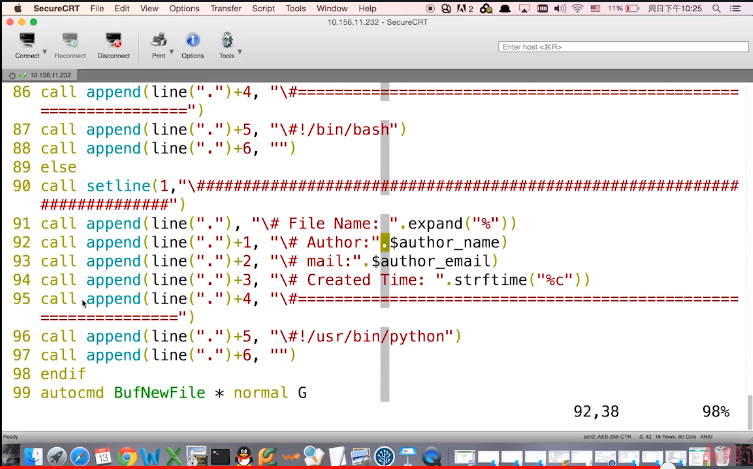 SecureCRT File Edit View Options Transfer Script Tools Window Help 2 11% 周日下午10:25
10.156.11.232 - SecureCRT
Connect Reconnect Disconnect Print Options Tools Enter host <⌘R>
10.156.11.232
86 call append(line(".")+4, "\#================================================
================")
87 call append(line(".")+5, "\#!/bin/bash")
88 call append(line(".")+6, "")
89 else
90 call setline(1,"\###########################################################
##############")
91 call append(line("."), "\# File Name: ".expand("%"))
92 call append(line(".")+1, "\# Author:".$author_name)
93 call append(line(".")+2, "\# mail:".$author_email)
94 call append(line(".")+3, "\# Created Time: ".strftime("%c"))
95 call append(line(".")+4, "\#================================================
===============")
96 call append(line(".")+5, "\#!/usr/bin/python")
97 call append(line(".")+6, "")
98 endif
99 autocmd BufNewFile * normal G
92,38 98%
Ready ssh2: AES-256-CTR 0, 42 16 Rows, 80 Cols ANSI